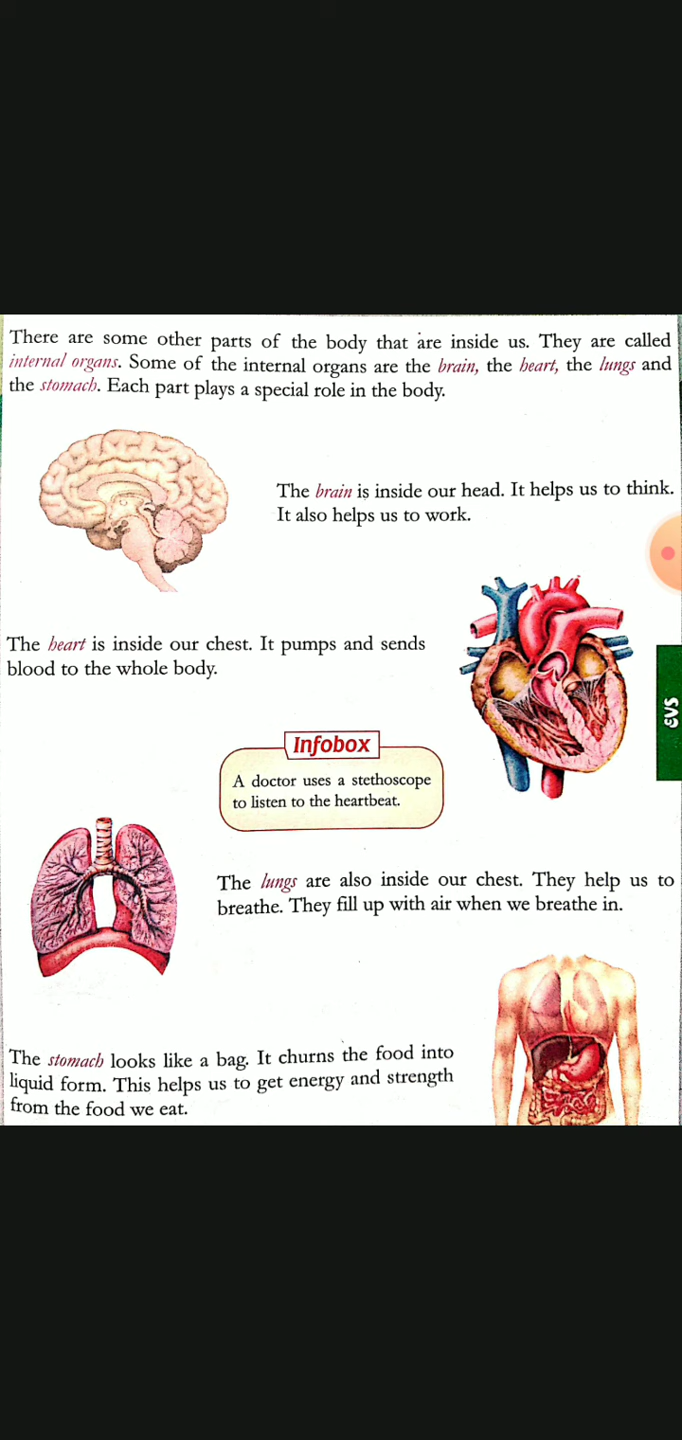 There are some other parts of the body that are inside us. They are called
internal organs. Some of the internal organs are the brain, the heart, the lungs and
the stomach. Each part plays a special role in the body.
The brain is inside our head. It helps us to think.
It also helps us to work.
The heart is inside our chest. It pumps and sends
blood to the whole body.
EVS
Infobox
A doctor uses a stethoscope
to listen to the heartbeat.
The lungs are also inside our chest. They help us to
breathe. They fill up with air when we breathe in.
The stomach looks like a bag. It churns the food into
liquid form. This helps us to get energy and strength
from the food we eat.